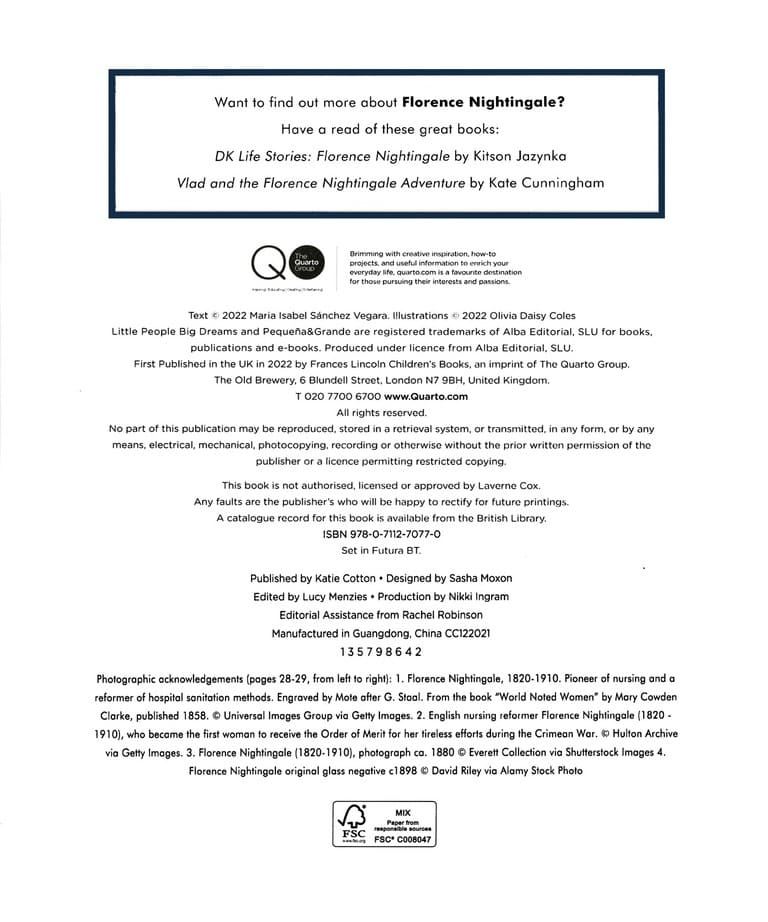 Want to find out more about Florence Nightingale?
Have a read of these great books:
DK Life Stories: Florence Nightingale by Kitson Jazynka
Vlad and the Florence Nightingale Adventure by Kate Cunningham
The
Quarto
Group
Brimming with creative inspiration, how-to
projects, and useful information to enrich your
everyday life, quarto.com is a favourite destination
for those pursuing their interests and passions.
Text © 2022 Maria Isabel Sánchez Vegara. Illustrations © 2022 Olivia Daisy Coles
Little People Big Dreams and Pequeña&Grande are registered trademarks of Alba Editorial, SLU for books,
publications and e-books. Produced under licence from Alba Editorial, SLU.
First Published in the UK in 2022 by Frances Lincoln Children's Books, an imprint of The Quarto Group.
The Old Brewery, 6 Blundell Street, London N7 9BH, United Kingdom.
T 020 7700 6700 www.Quarto.com
All rights reserved.
No part of this publication may be reproduced, stored in a retrieval system, or transmitted, in any form, or by any
means, electrical, mechanical, photocopying, recording or otherwise without the prior written permission of the
publisher or a licence permitting restricted copying.
This book is not authorised, licensed or approved by Laverne Cox.
Any faults are the publisher's who will be happy to rectify for future printings.
A catalogue record for this book is available from the British Library.
ISBN 978-0-7112-7077-0
Set in Futura BT.
Published by Katie Cotton • Designed by Sasha Moxon
Edited by Lucy Menzies • Production by Nikki Ingram
Editorial Assistance from Rachel Robinson
Manufactured in Guangdong, China CC122021
1 3 5 7 9 8 6 4 2
Photographic acknowledgements (pages 28-29, from left to right): 1. Florence Nightingale, 1820-1910. Pioneer of nursing and a
reformer of hospital sanitation methods. Engraved by Mote after G. Staal. From the book "World Noted Women" by Mary Cowden
Clarke, published 1858. © Universal Images Group via Getty Images. 2. English nursing reformer Florence Nightingale (1820 -
1910), who became the first woman to receive the Order of Merit for her tireless efforts during the Crimean War. © Hulton Archive
via Getty Images. 3. Florence Nightingale (1820-1910), photograph ca. 1880 © Everett Collection via Shutterstock Images 4.
Florence Nightingale original glass negative c1898 © David Riley via Alamy Stock Photo
FSC
www.fsc.org
MIX
Paper from
responsible sources
FSC® C008047